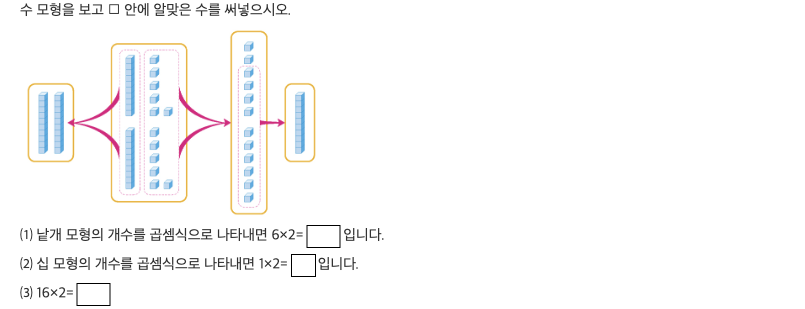 수 모형을 보고 □ 안에 알맞은 수를 써넣으시오.
(1) 낱개 모형의 개수를 곱셈식으로 나타내면 6×2=□입니다.
(2) 십 모형의 개수를 곱셈식으로 나타내면 1×2=□입니다.
(3) 16×2=□